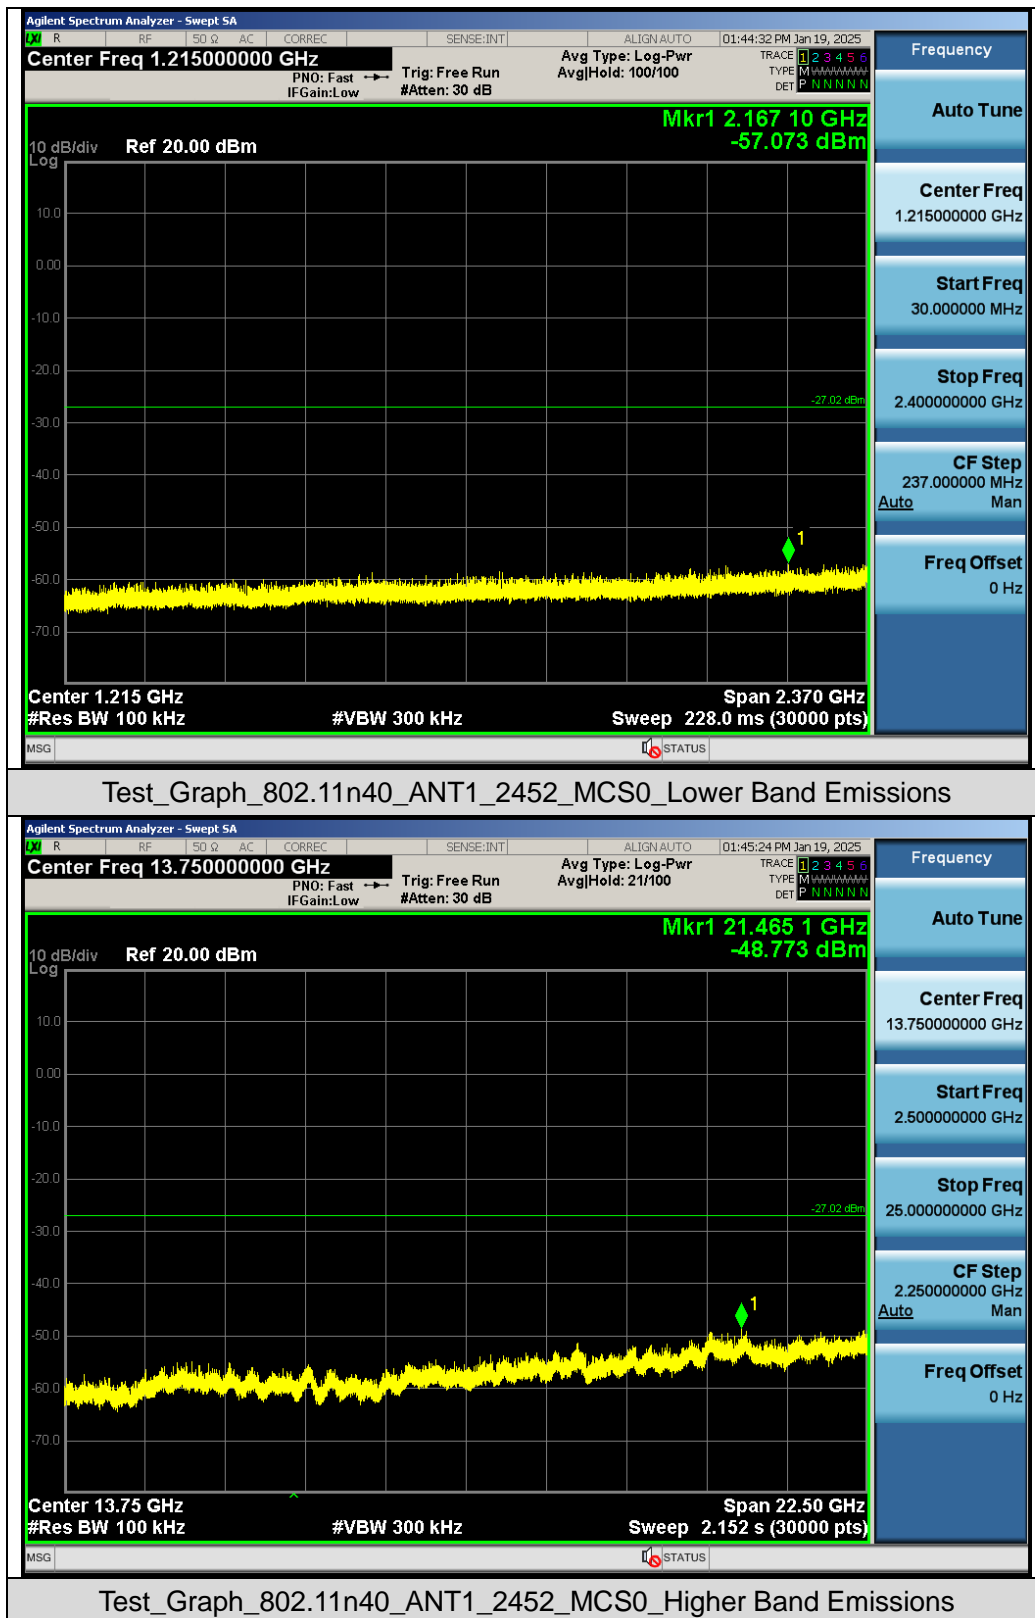 Agilent Spectrum Analyzer - Swept SA
LXI R RF 50 Ω AC CORREC SENSE:INT ALIGN AUTO 01:44:32 PM Jan 19, 2025
Center Freq 1.215000000 GHz
PNO: Fast
IFGain:Low
Trig: Free Run
#Atten: 30 dB
Avg Type: Log-Pwr
Avg|Hold: 100/100
TRACE 1 2 3 4 5 6
TYPE M
DET P N N N N N
Mkr1 2.167 10 GHz
-57.073 dBm
10 dB/div Ref 20.00 dBm
Log
10.0
0.00
-10.0
-20.0
-27.02 dBm
-30.0
-40.0
-50.0
1
-60.0
-70.0
Center 1.215 GHz Span 2.370 GHz
#Res BW 100 kHz #VBW 300 kHz Sweep 228.0 ms (30000 pts)
MSG STATUS
Frequency
Auto Tune
Center Freq
1.215000000 GHz
Start Freq
30.000000 MHz
Stop Freq
2.400000000 GHz
CF Step
237.000000 MHz
Auto Man
Freq Offset
0 Hz
Test_Graph_802.11n40_ANT1_2452_MCS0_Lower Band Emissions
Agilent Spectrum Analyzer - Swept SA
LXI R RF 50 Ω AC CORREC SENSE:INT ALIGN AUTO 01:45:24 PM Jan 19, 2025
Center Freq 13.750000000 GHz
PNO: Fast
IFGain:Low
Trig: Free Run
#Atten: 30 dB
Avg Type: Log-Pwr
Avg|Hold: 21/100
TRACE 1 2 3 4 5 6
TYPE M
DET P N N N N N
Mkr1 21.465 1 GHz
-48.773 dBm
10 dB/div Ref 20.00 dBm
Log
10.0
0.00
-10.0
-20.0
-27.02 dBm
-30.0
-40.0
1
-50.0
-60.0
-70.0
Center 13.75 GHz Span 22.50 GHz
#Res BW 100 kHz #VBW 300 kHz Sweep 2.152 s (30000 pts)
MSG STATUS
Frequency
Auto Tune
Center Freq
13.750000000 GHz
Start Freq
2.500000000 GHz
Stop Freq
25.000000000 GHz
CF Step
2.250000000 GHz
Auto Man
Freq Offset
0 Hz
Test_Graph_802.11n40_ANT1_2452_MCS0_Higher Band Emissions